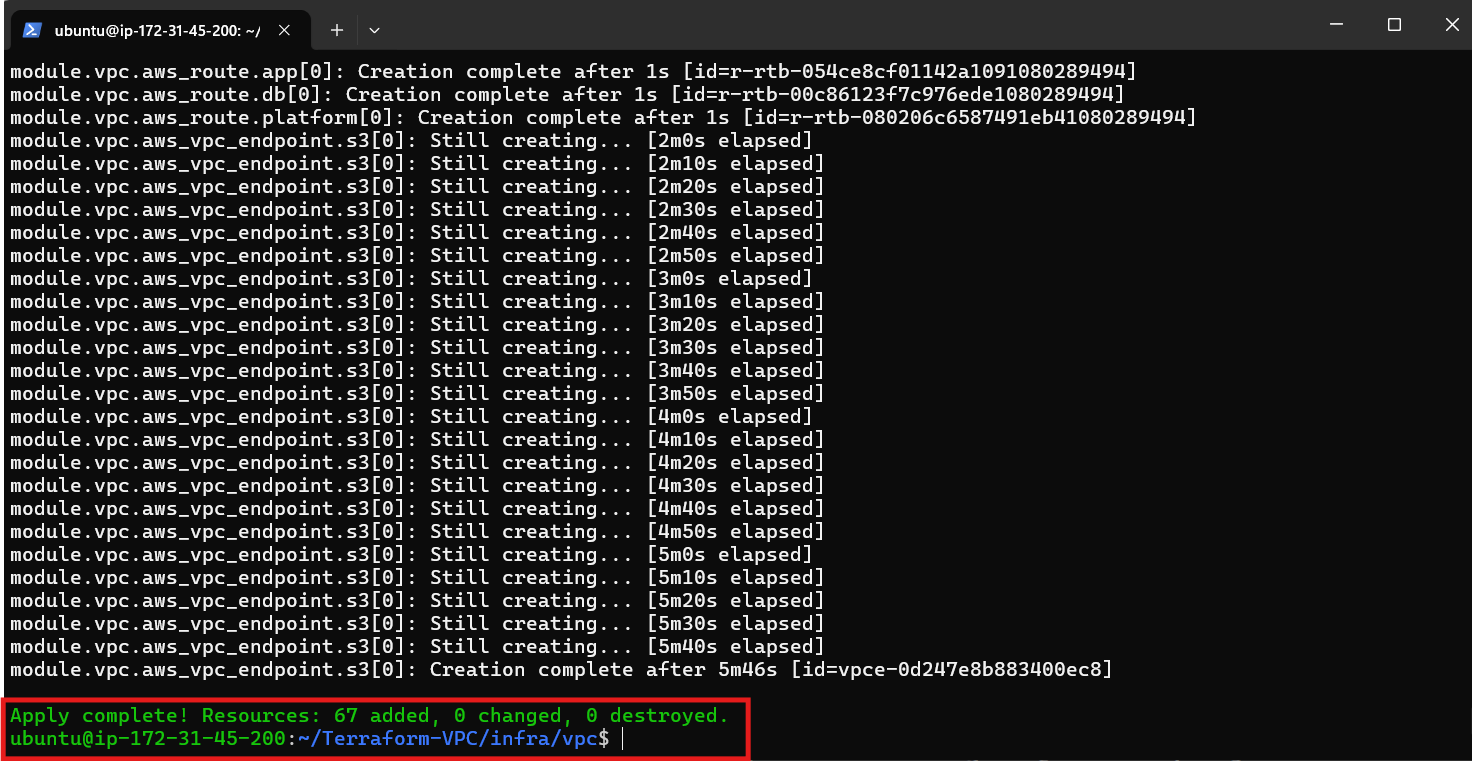 ubuntu@ip-172-31-45-200: ~/
module.vpc.aws_route.app[0]: Creation complete after 1s [id=r-rtb-054ce8cf01142a1091080289494]
module.vpc.aws_route.db[0]: Creation complete after 1s [id=r-rtb-00c86123f7c976ede1080289494]
module.vpc.aws_route.platform[0]: Creation complete after 1s [id=r-rtb-080206c6587491eb41080289494]
module.vpc.aws_vpc_endpoint.s3[0]: Still creating... [2m0s elapsed]
module.vpc.aws_vpc_endpoint.s3[0]: Still creating... [2m10s elapsed]
module.vpc.aws_vpc_endpoint.s3[0]: Still creating... [2m20s elapsed]
module.vpc.aws_vpc_endpoint.s3[0]: Still creating... [2m30s elapsed]
module.vpc.aws_vpc_endpoint.s3[0]: Still creating... [2m40s elapsed]
module.vpc.aws_vpc_endpoint.s3[0]: Still creating... [2m50s elapsed]
module.vpc.aws_vpc_endpoint.s3[0]: Still creating... [3m0s elapsed]
module.vpc.aws_vpc_endpoint.s3[0]: Still creating... [3m10s elapsed]
module.vpc.aws_vpc_endpoint.s3[0]: Still creating... [3m20s elapsed]
module.vpc.aws_vpc_endpoint.s3[0]: Still creating... [3m30s elapsed]
module.vpc.aws_vpc_endpoint.s3[0]: Still creating... [3m40s elapsed]
module.vpc.aws_vpc_endpoint.s3[0]: Still creating... [3m50s elapsed]
module.vpc.aws_vpc_endpoint.s3[0]: Still creating... [4m0s elapsed]
module.vpc.aws_vpc_endpoint.s3[0]: Still creating... [4m10s elapsed]
module.vpc.aws_vpc_endpoint.s3[0]: Still creating... [4m20s elapsed]
module.vpc.aws_vpc_endpoint.s3[0]: Still creating... [4m30s elapsed]
module.vpc.aws_vpc_endpoint.s3[0]: Still creating... [4m40s elapsed]
module.vpc.aws_vpc_endpoint.s3[0]: Still creating... [4m50s elapsed]
module.vpc.aws_vpc_endpoint.s3[0]: Still creating... [5m0s elapsed]
module.vpc.aws_vpc_endpoint.s3[0]: Still creating... [5m10s elapsed]
module.vpc.aws_vpc_endpoint.s3[0]: Still creating... [5m20s elapsed]
module.vpc.aws_vpc_endpoint.s3[0]: Still creating... [5m30s elapsed]
module.vpc.aws_vpc_endpoint.s3[0]: Still creating... [5m40s elapsed]
module.vpc.aws_vpc_endpoint.s3[0]: Creation complete after 5m46s [id=vpce-0d247e8b883400ec8]
Apply complete! Resources: 67 added, 0 changed, 0 destroyed.
ubuntu@ip-172-31-45-200:~/Terraform-VPC/infra/vpc$